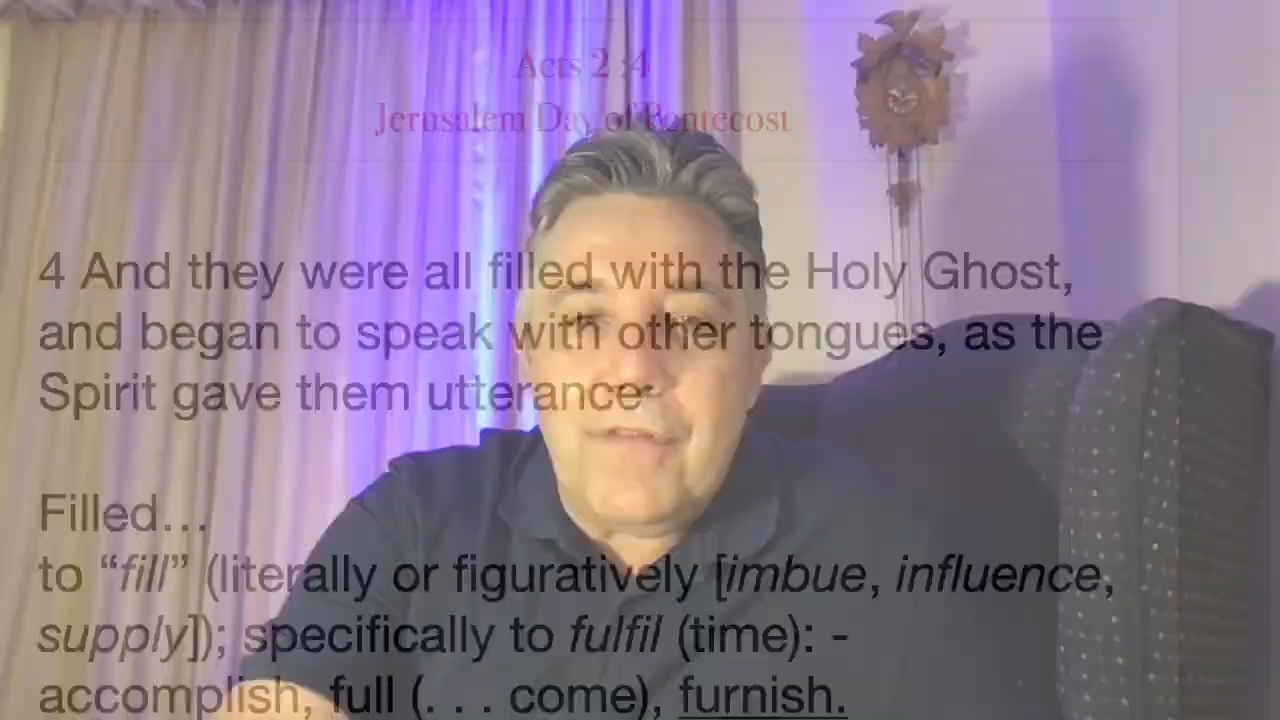 Acts 2 :4
Jerusalem Day of Pentecost
4 And they were all filled with the Holy Ghost,
and began to speak with other tongues, as the
Spirit gave them utterance
Filled…
to “fill” (literally or figuratively [imbue, influence,
supply]); specifically to fulfil (time): -
accomplish, full (. . . come), furnish.